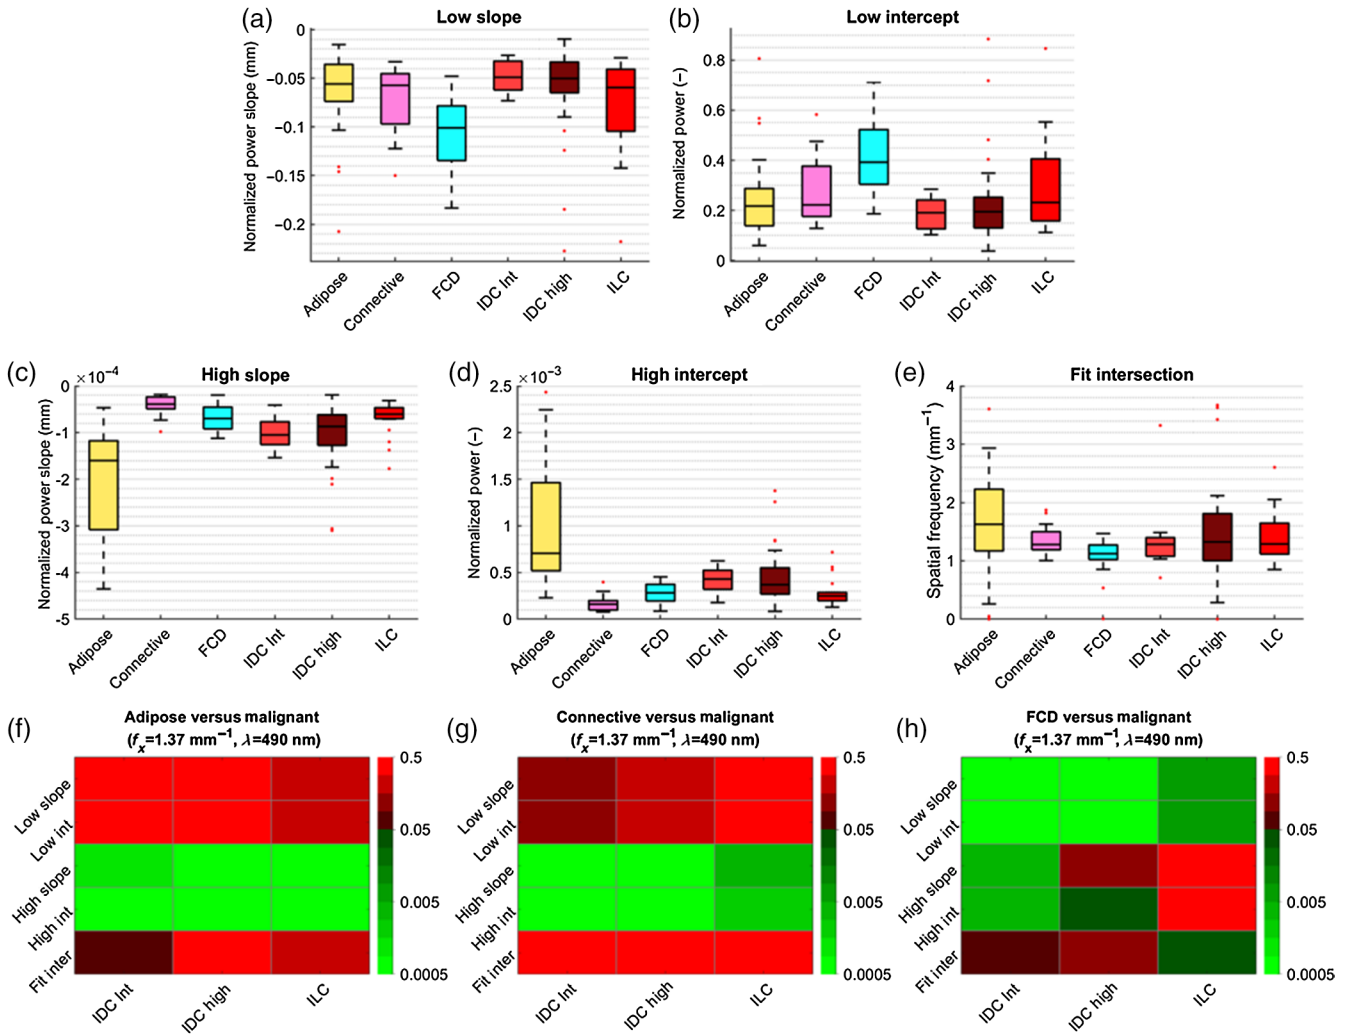 (a)
Low slope
Normalized power slope (mm)
0
−0.05
−0.1
−0.15
−0.2
Adipose
Connective
FCD
IDC Int
IDC high
ILC
(b)
Low intercept
Normalized power (−)
0.8
0.6
0.4
0.2
0
Adipose
Connective
FCD
IDC Int
IDC high
ILC
(c)
High slope
×10⁻⁴
Normalized power slope (mm)
0
-1
-2
-3
-4
-5
Adipose
Connective
FCD
IDC Int
IDC high
ILC
(d)
High intercept
×10⁻³
Normalized power (−)
2.5
2
1.5
1
0.5
0
Adipose
Connective
FCD
IDC Int
IDC high
ILC
(e)
Fit intersection
Spatial frequency (mm⁻¹)
4
3
2
1
0
Adipose
Connective
FCD
IDC Int
IDC high
ILC
(f)
Adipose versus malignant
(fₓ=1.37 mm⁻¹, λ=490 nm)
Low slope
Low int
High slope
High int
Fit inter
IDC Int
IDC high
ILC
0.5
0.05
0.005
0.0005
(g)
Connective versus malignant
(fₓ=1.37 mm⁻¹, λ=490 nm)
Low slope
Low int
High slope
High int
Fit inter
IDC Int
IDC high
ILC
0.5
0.05
0.005
0.0005
(h)
FCD versus malignant
(fₓ=1.37 mm⁻¹, λ=490 nm)
Low slope
Low int
High slope
High int
Fit inter
IDC Int
IDC high
ILC
0.5
0.05
0.005
0.0005